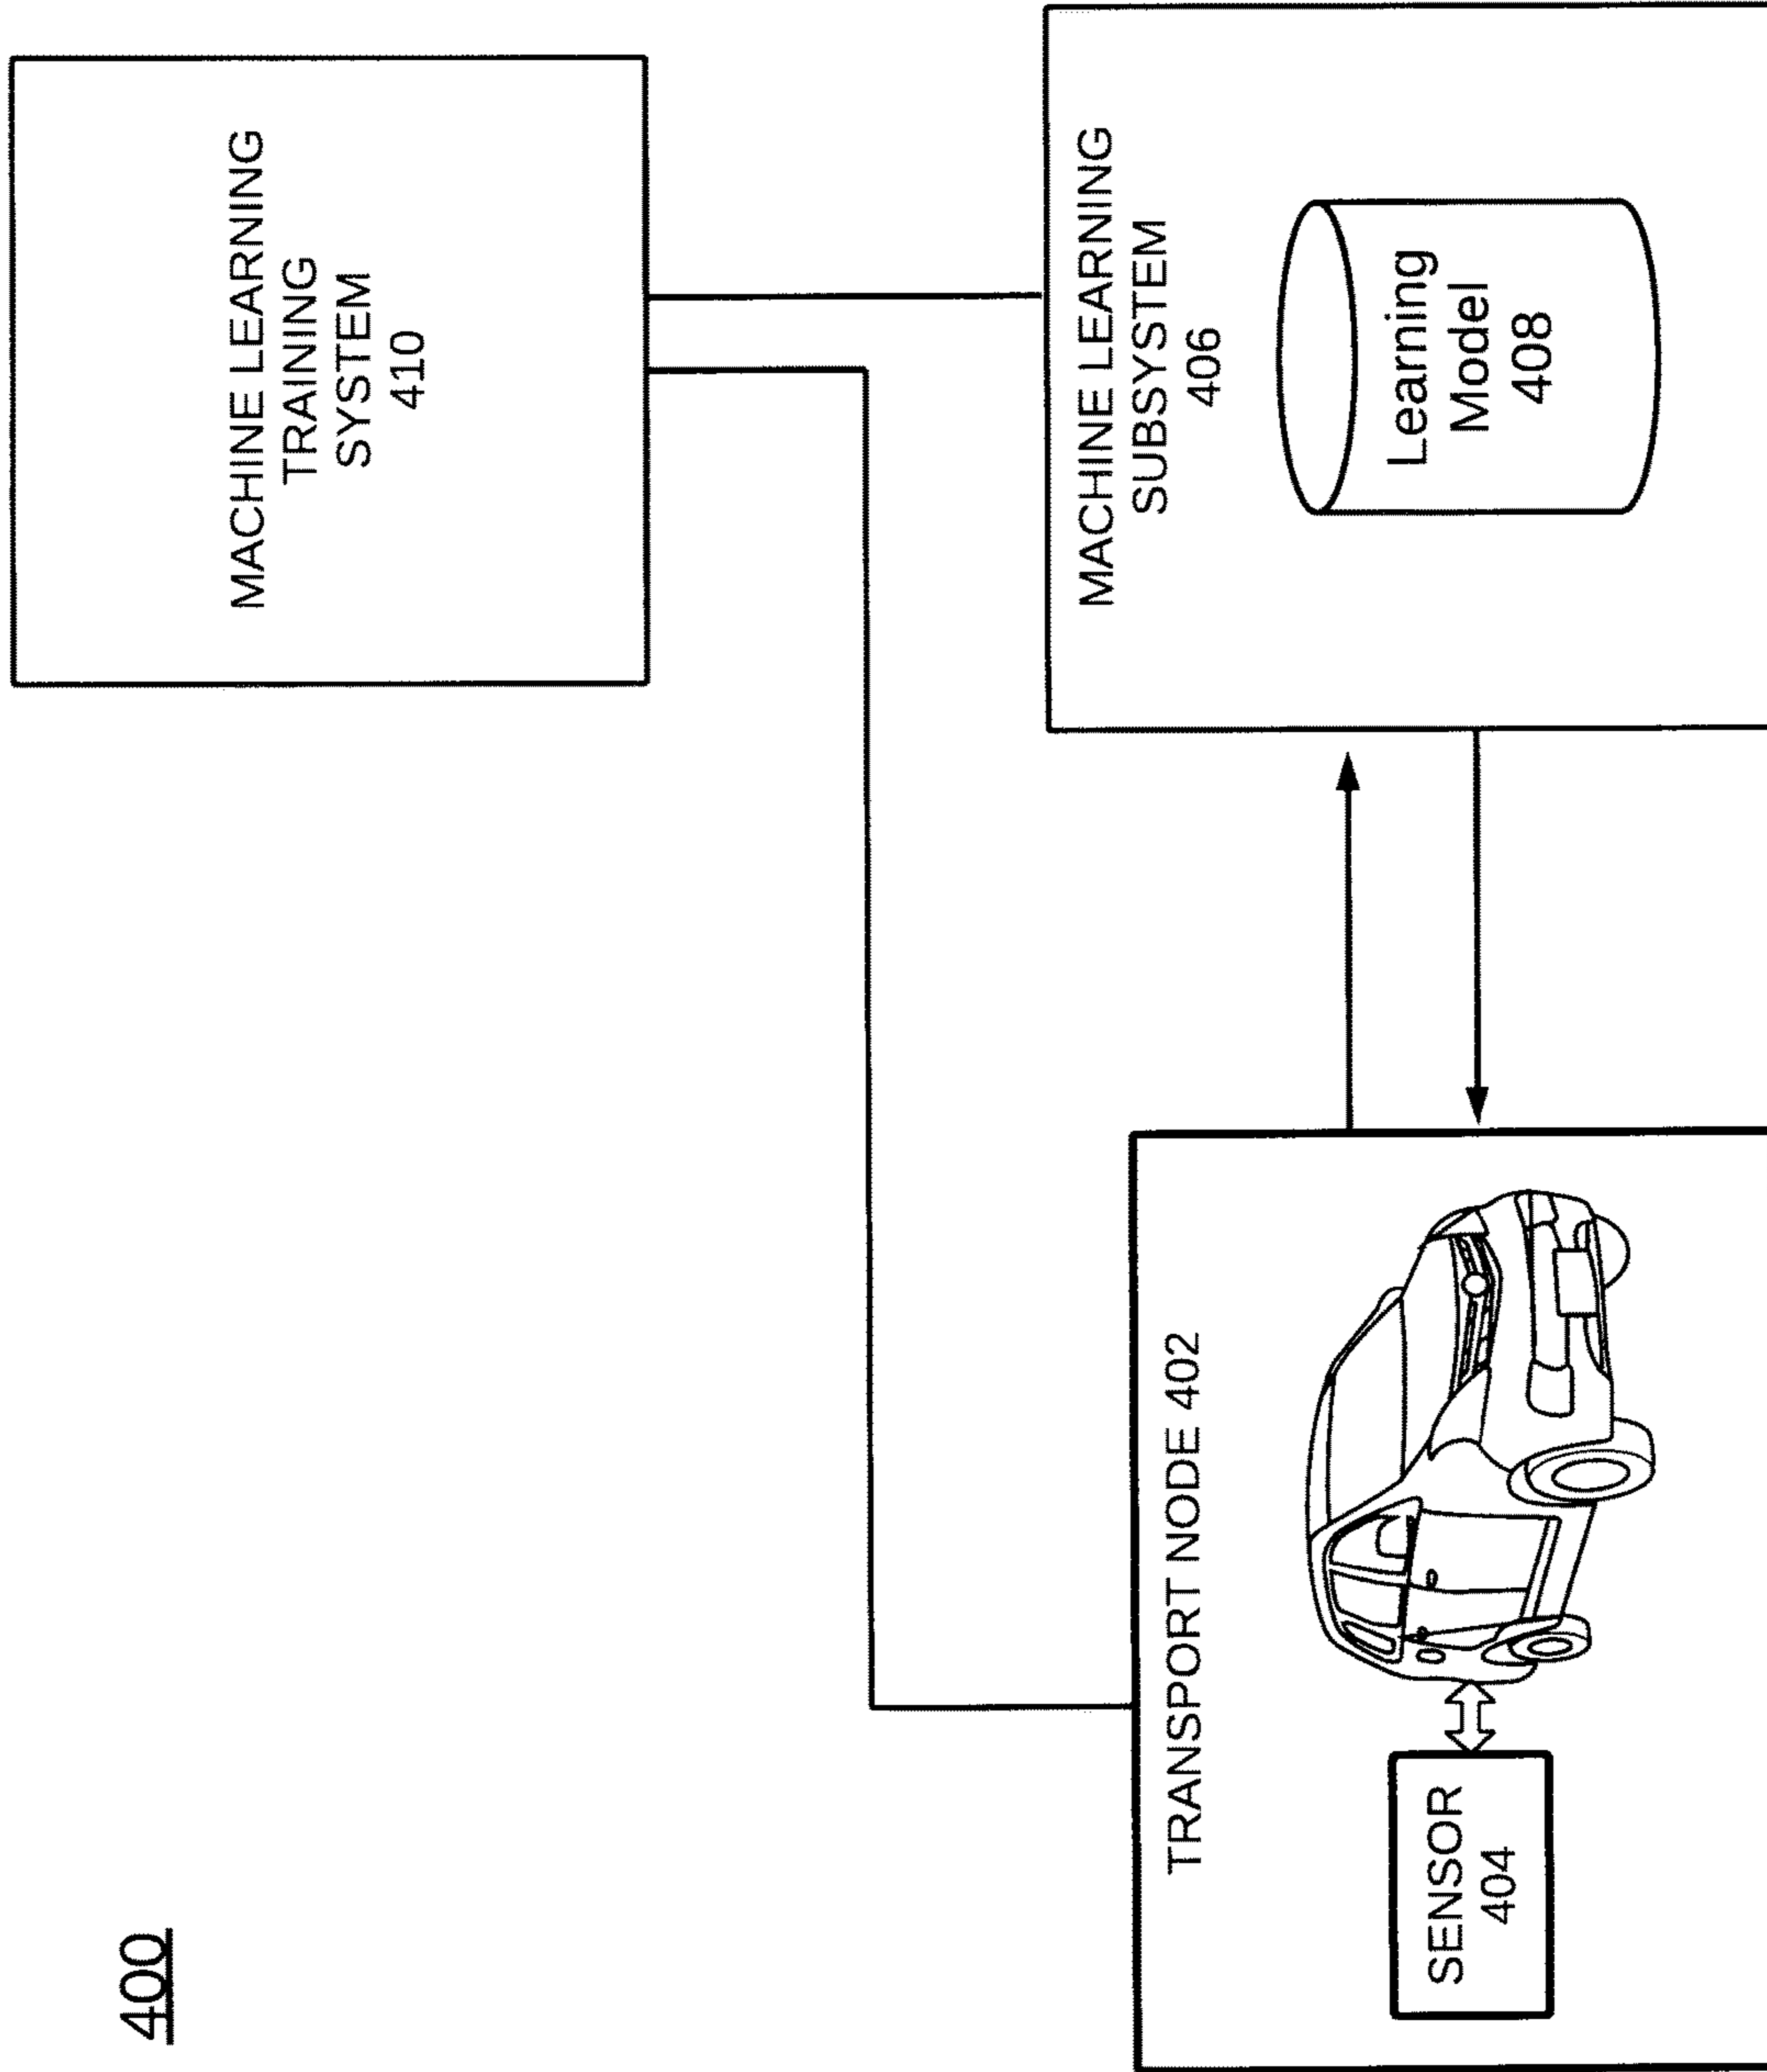 400
MACHINE LEARNING
TRAINING
SYSTEM
410
TRANSPORT NODE 402
SENSOR
404
MACHINE LEARNING
SUBSYSTEM
406
Learning
Model
408